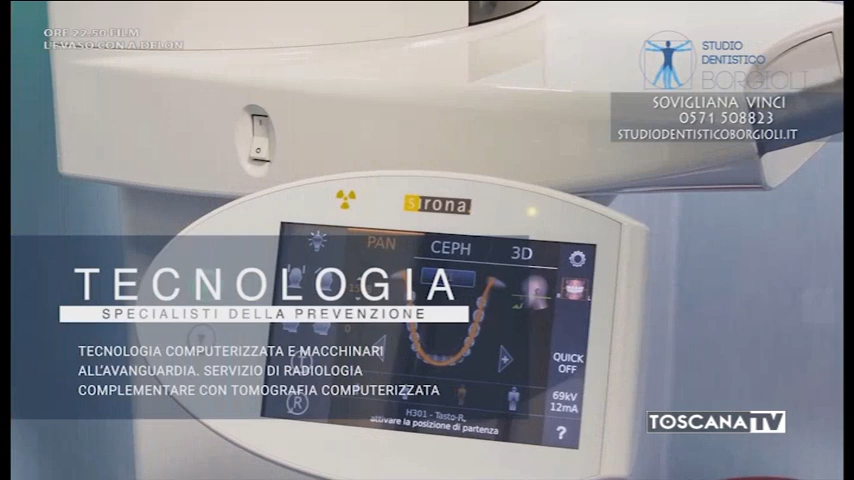 ORE 22.50 FILM
L'EVASO CON A.DELON
STUDIO
DENTISTICO
BORGIOLI
SOVIGLIANA VINCI
0571 508823
STUDIODENTISTICOBORGIOLI.IT
sirona.
PAN
CEPH
3D
TECNOLOGIA
SPECIALISTI DELLA PREVENZIONE
TECNOLOGIA COMPUTERIZZATA E MACCHINARI
ALL'AVANGUARDIA. SERVIZIO DI RADIOLOGIA
COMPLEMENTARE CON TOMOGRAFIA COMPUTERIZZATA
QUICK
OFF
69kV
12mA
R
H301 - Tasto-R,
attivare la posizione di partenza
?
TOSCANA TV